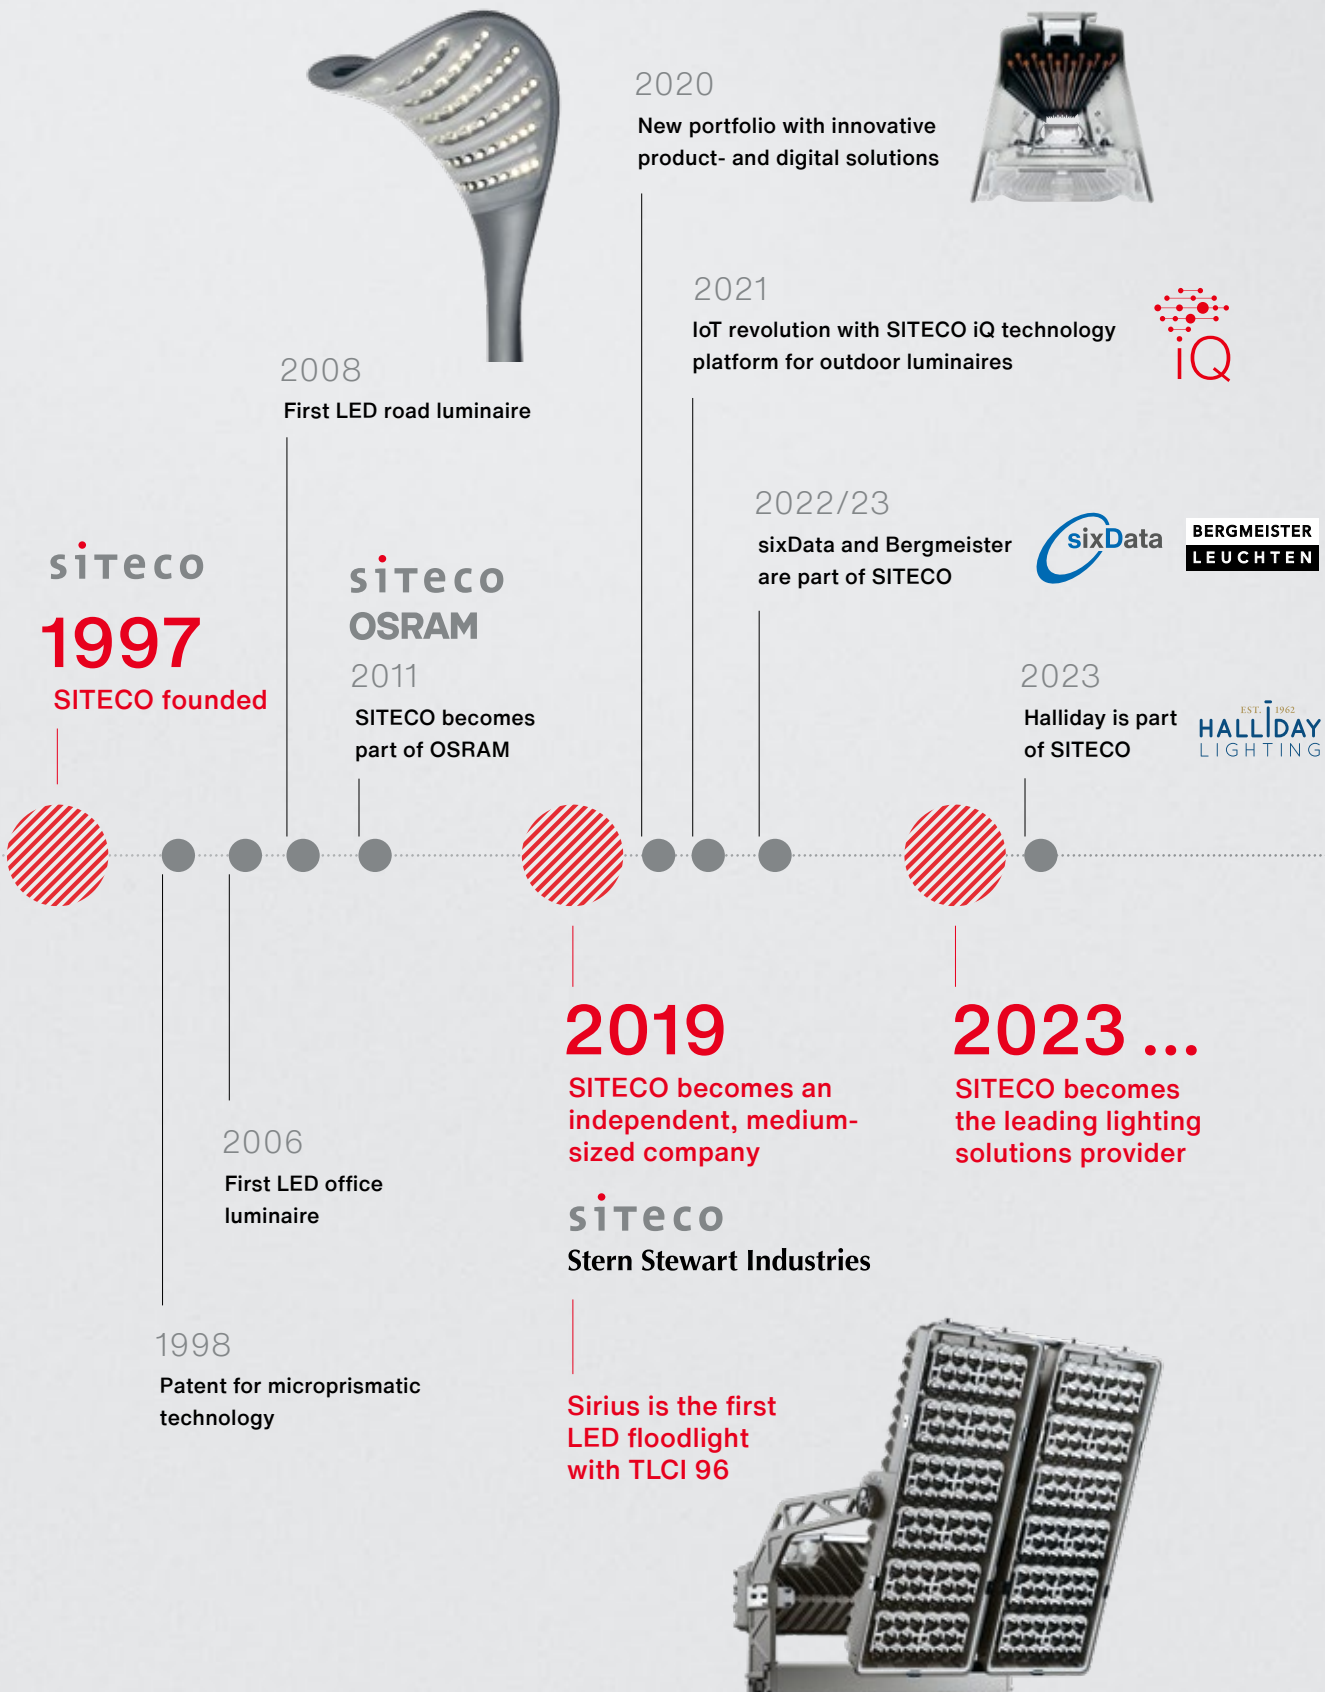 2020
New portfolio with innovative
product- and digital solutions
2021
IoT revolution with SITECO iQ technology
platform for outdoor luminaires
iQ
2008
First LED road luminaire
2022/23
sixData and Bergmeister
are part of SITECO
sixData
BERGMEISTER
LEUCHTEN
siteco
1997
SITECO founded
siteco
OSRAM
2011
SITECO becomes
part of OSRAM
2023
Halliday is part
of SITECO
EST. 1962
HALLIDAY
LIGHTING
2019
SITECO becomes an
independent, medium-
sized company
siteco
Stern Stewart Industries
Sirius is the first
LED floodlight
with TLCI 96
2023 ...
SITECO becomes
the leading lighting
solutions provider
2006
First LED office
luminaire
1998
Patent for microprismatic
technology